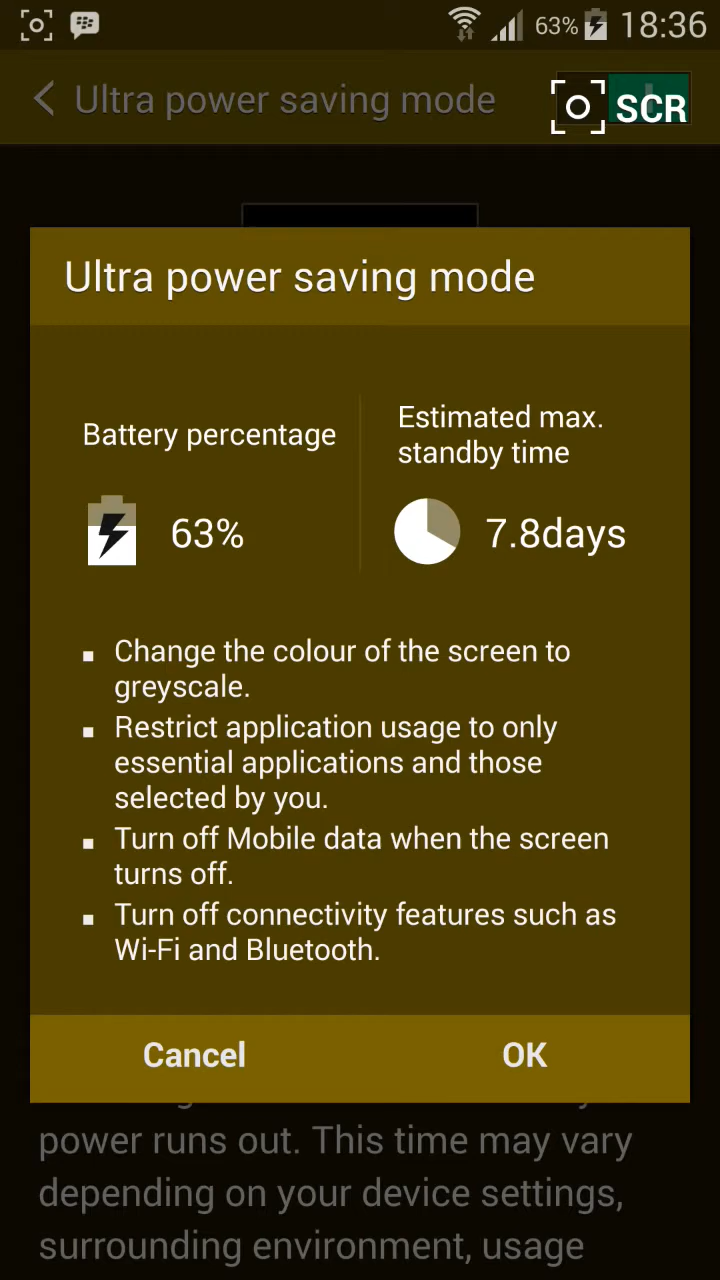 63% 18:36
Ultra power saving mode
SCR
Ultra power saving mode
Battery percentage
Estimated max.
standby time
63%
7.8days
▪ Change the colour of the screen to
greyscale.
▪ Restrict application usage to only
essential applications and those
selected by you.
▪ Turn off Mobile data when the screen
turns off.
▪ Turn off connectivity features such as
Wi-Fi and Bluetooth.
Cancel OK
power runs out. This time may vary
depending on your device settings,
surrounding environment, usage